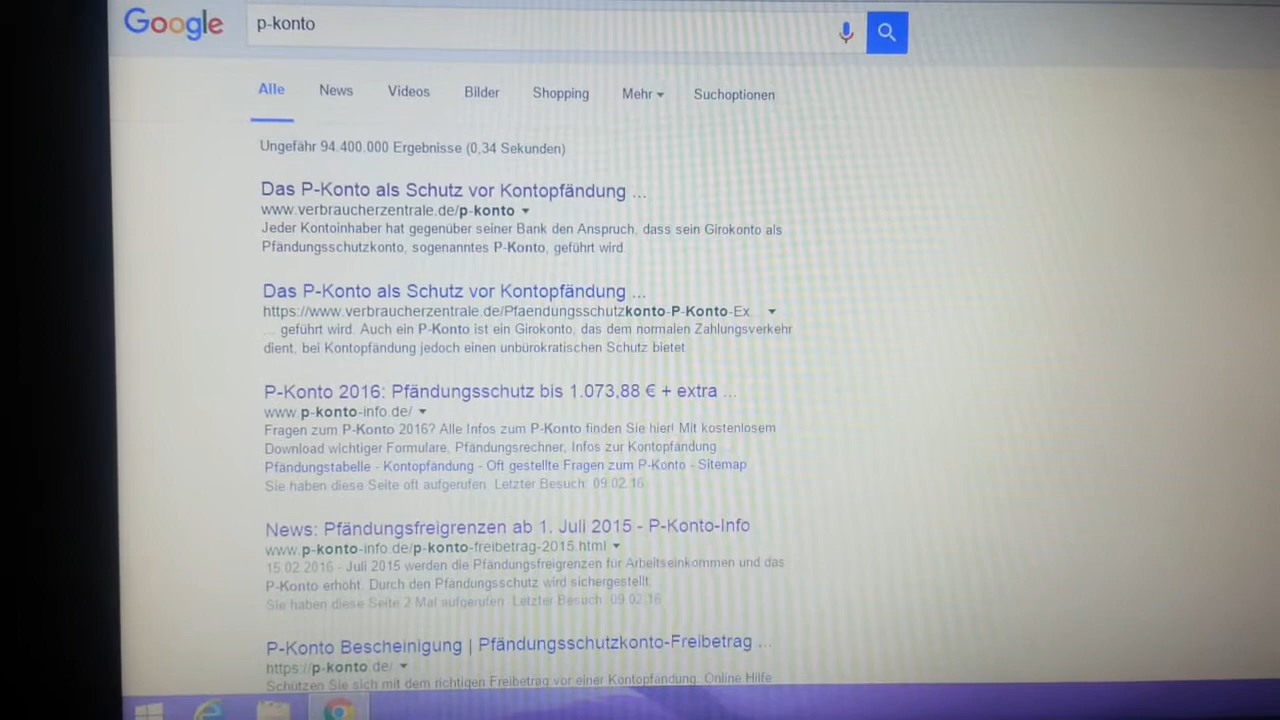 Google p-konto
Alle News Videos Bilder Shopping Mehr Suchoptionen
Ungefähr 94.400.000 Ergebnisse (0,34 Sekunden)
Das P-Konto als Schutz vor Kontopfändung ...
www.verbraucherzentrale.de/p-konto
Jeder Kontoinhaber hat gegenüber seiner Bank den Anspruch, dass sein Girokonto als
Pfändungsschutzkonto, sogenanntes P-Konto, geführt wird
Das P-Konto als Schutz vor Kontopfändung ...
https://www.verbraucherzentrale.de/Pfaendungsschutzkonto-P-Konto-Ex...
... geführt wird. Auch ein P-Konto ist ein Girokonto, das dem normalen Zahlungsverkehr
dient, bei Kontopfändung jedoch einen unbürokratischen Schutz bietet
P-Konto 2016: Pfändungsschutz bis 1.073,88 € + extra ...
www.p-konto-info.de/
Fragen zum P-Konto 2016? Alle Infos zum P-Konto finden Sie hier! Mit kostenlosem
Download wichtiger Formulare, Pfändungsrechner, Infos zur Kontopfändung
Pfändungstabelle - Kontopfändung - Oft gestellte Fragen zum P-Konto - Sitemap
Sie haben diese Seite oft aufgerufen. Letzter Besuch: 09.02.16
News: Pfändungsfreigrenzen ab 1. Juli 2015 - P-Konto-Info
www.p-konto-info.de/p-konto-freibetrag-2015.html
15.02.2016 - Juli 2015 werden die Pfändungsfreigrenzen für Arbeitseinkommen und das
P-Konto erhöht. Durch den Pfändungsschutz wird sichergestellt
Sie haben diese Seite 2 Mal aufgerufen. Letzter Besuch: 09.02.16
P-Konto Bescheinigung | Pfändungsschutzkonto-Freibetrag ...
https://p-konto.de/
Schützen Sie sich mit dem richtigen Freibetrag vor einer Kontopfändung. Online Hilfe